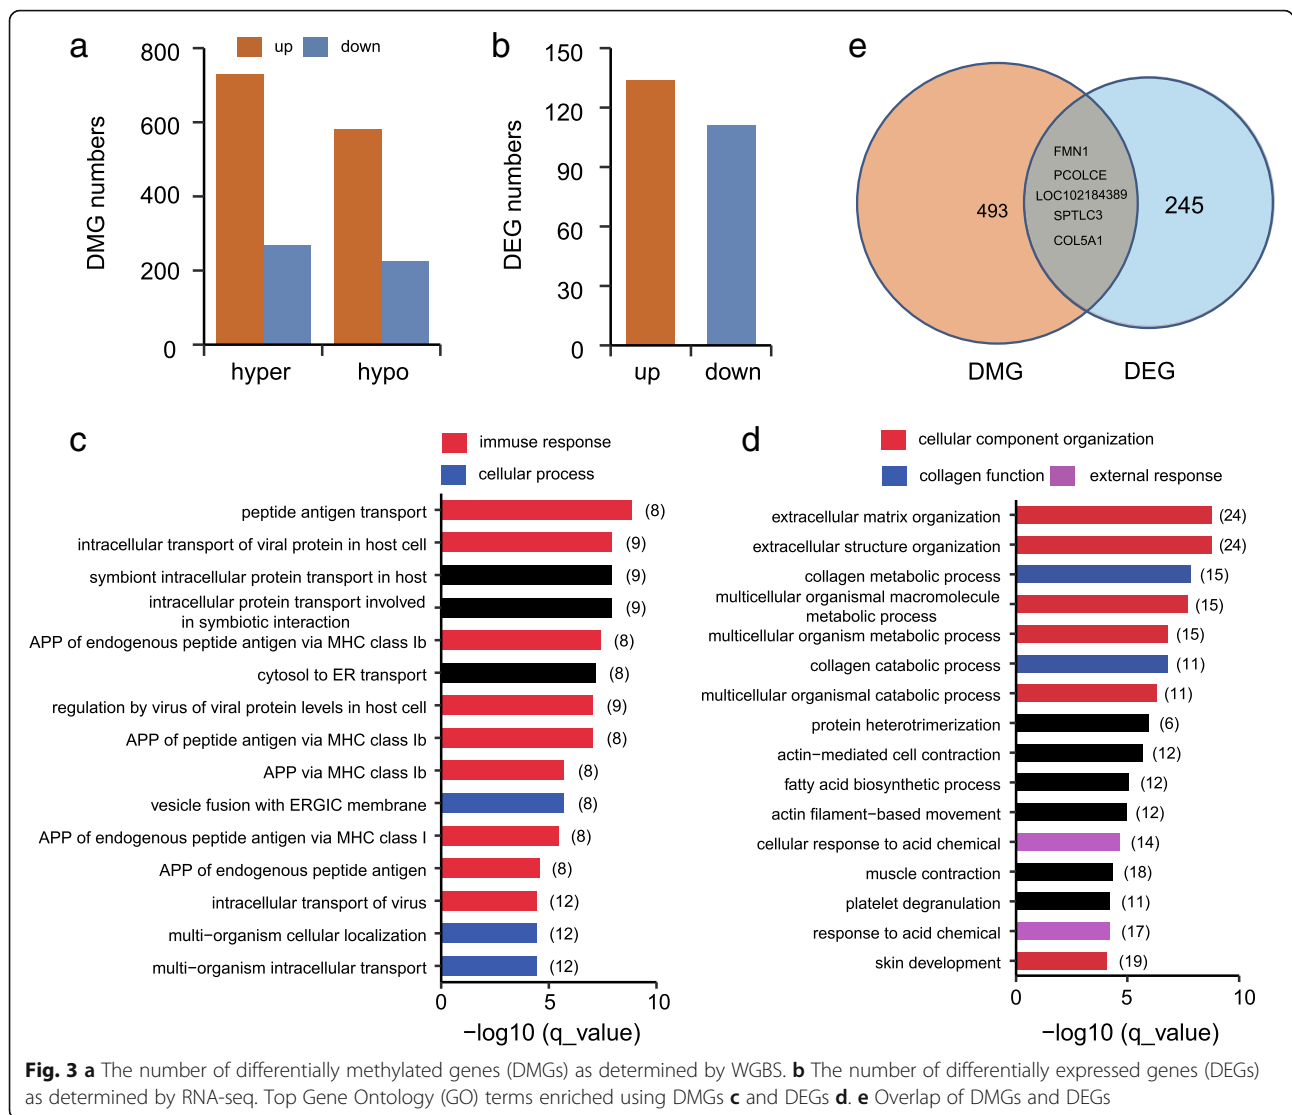 a
800
600
400
200
0
DMG numbers
up
down
hyper
hypo
b
150
120
90
60
30
0
DEG numbers
up
down
e
FMN1
PCOLCE
LOC102184389
SPTLC3
COL5A1
493
245
DMG
DEG
c
immuse response
cellular process
peptide antigen transport (8)
intracellular transport of viral protein in host cell (9)
symbiont intracellular protein transport in host (9)
intracellular protein transport involved
in symbiotic interaction (9)
APP of endogenous peptide antigen via MHC class Ib (8)
cytosol to ER transport (8)
regulation by virus of viral protein levels in host cell (9)
APP of peptide antigen via MHC class Ib (8)
APP via MHC class Ib (8)
vesicle fusion with ERGIC membrane (8)
APP of endogenous peptide antigen via MHC class I (8)
APP of endogenous peptide antigen (8)
intracellular transport of virus (12)
multi−organism cellular localization (12)
multi−organism intracellular transport (12)
0 5 10
−log10 (q_value)
d
cellular component organization
collagen function
external response
extracellular matrix organization (24)
extracellular structure organization (24)
collagen metabolic process (15)
multicellular organismal macromolecule
metabolic process (15)
multicellular organism metabolic process (15)
collagen catabolic process (11)
multicellular organismal catabolic process (11)
protein heterotrimerization (6)
actin−mediated cell contraction (12)
fatty acid biosynthetic process (12)
actin filament−based movement (12)
cellular response to acid chemical (14)
muscle contraction (18)
platelet degranulation (11)
response to acid chemical (17)
skin development (19)
0 5 10
−log10 (q_value)
Fig. 3 a The number of differentially methylated genes (DMGs) as determined by WGBS. b The number of differentially expressed genes (DEGs)
as determined by RNA-seq. Top Gene Ontology (GO) terms enriched using DMGs c and DEGs d. e Overlap of DMGs and DEGs